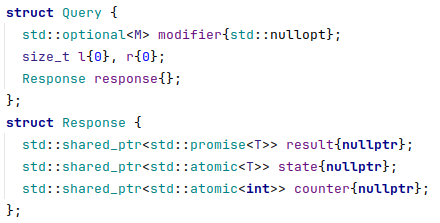 struct Query {
  std::optional<M> modifier{std::nullopt};
  size_t l{0}, r{0};
  Response response{};
};
struct Response {
  std::shared_ptr<std::promise<T>> result{nullptr};
  std::shared_ptr<std::atomic<T>> state{nullptr};
  std::shared_ptr<std::atomic<int>> counter{nullptr};
};